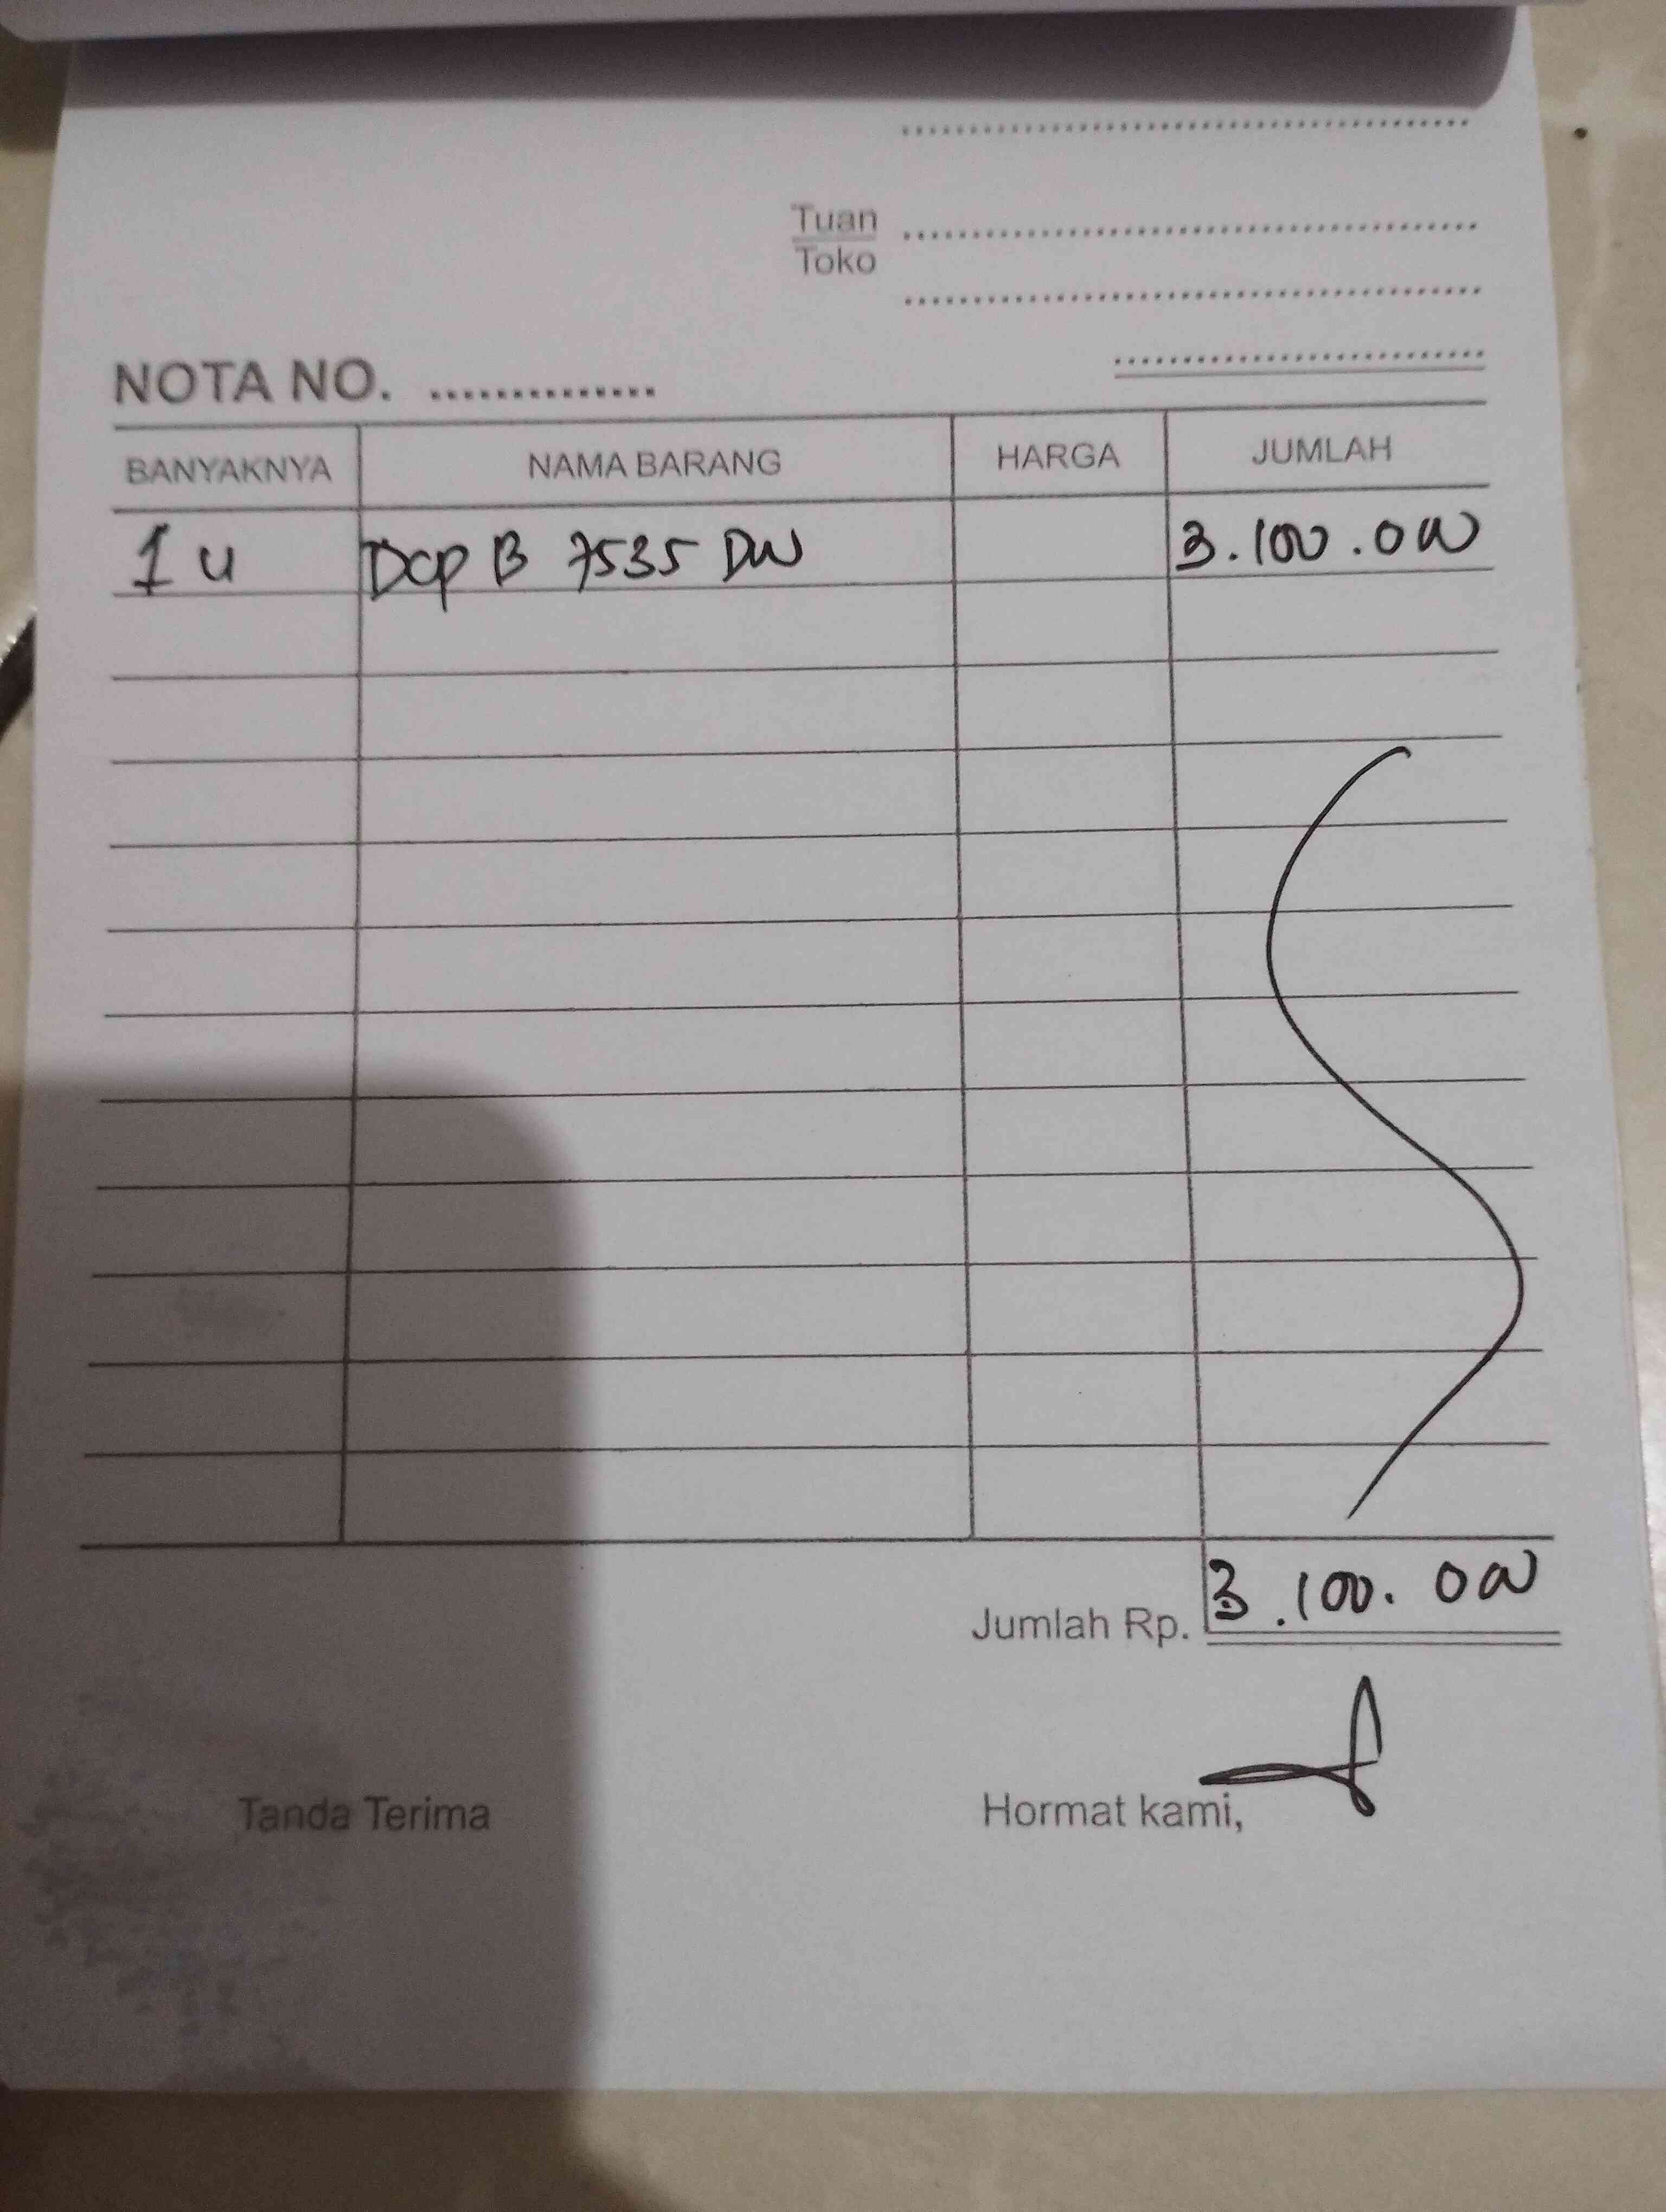 Tuan
Toko
NOTA NO. ..............
BANYAKNYA NAMA BARANG HARGA JUMLAH
1 u Dcp B 7535 DW 3.100.000
Jumlah Rp. 3.100.000
Tanda Terima Hormat kami,